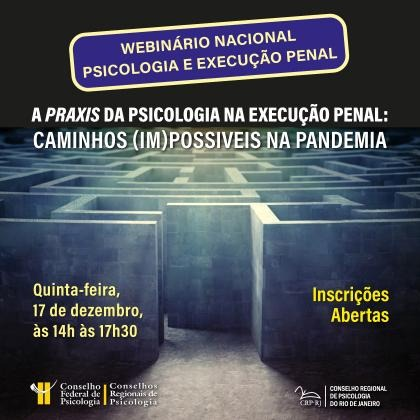 WEBINÁRIO NACIONAL
PSICOLOGIA E EXECUÇÃO PENAL
A PRAXIS DA PSICOLOGIA NA EXECUÇÃO PENAL:
CAMINHOS (IM)POSSIVEIS NA PANDEMIA
Quinta-feira,
17 de dezembro,
às 14h às 17h30
Inscrições
Abertas
Conselho
Federal de
Psicologia
Conselhos
Regionais de
Psicologia
CRP-RJ
CONSELHO REGIONAL
DE PSICOLOGIA
DO RIO DE JANEIRO